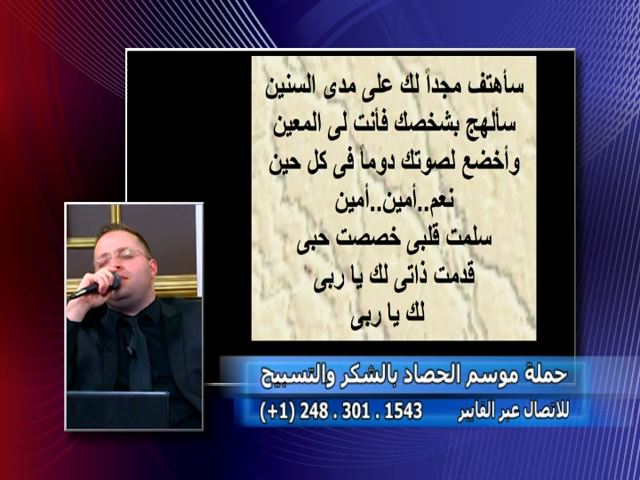 سأهتف مجداً لك على مدى السنين
سألهج بشخصك فأنت لى المعين
وأخضع لصوتك دومأ فى كل حين
نعم..أمين..أمين
سلمت قلبى خصصت حبى
قدمت ذاتى لك يا ربى
لك يا ربى
حملة موسم الحصاد بالشكر والتسبيح
للاتصال عبر الفايبر (+1) 248 . 301 . 1543